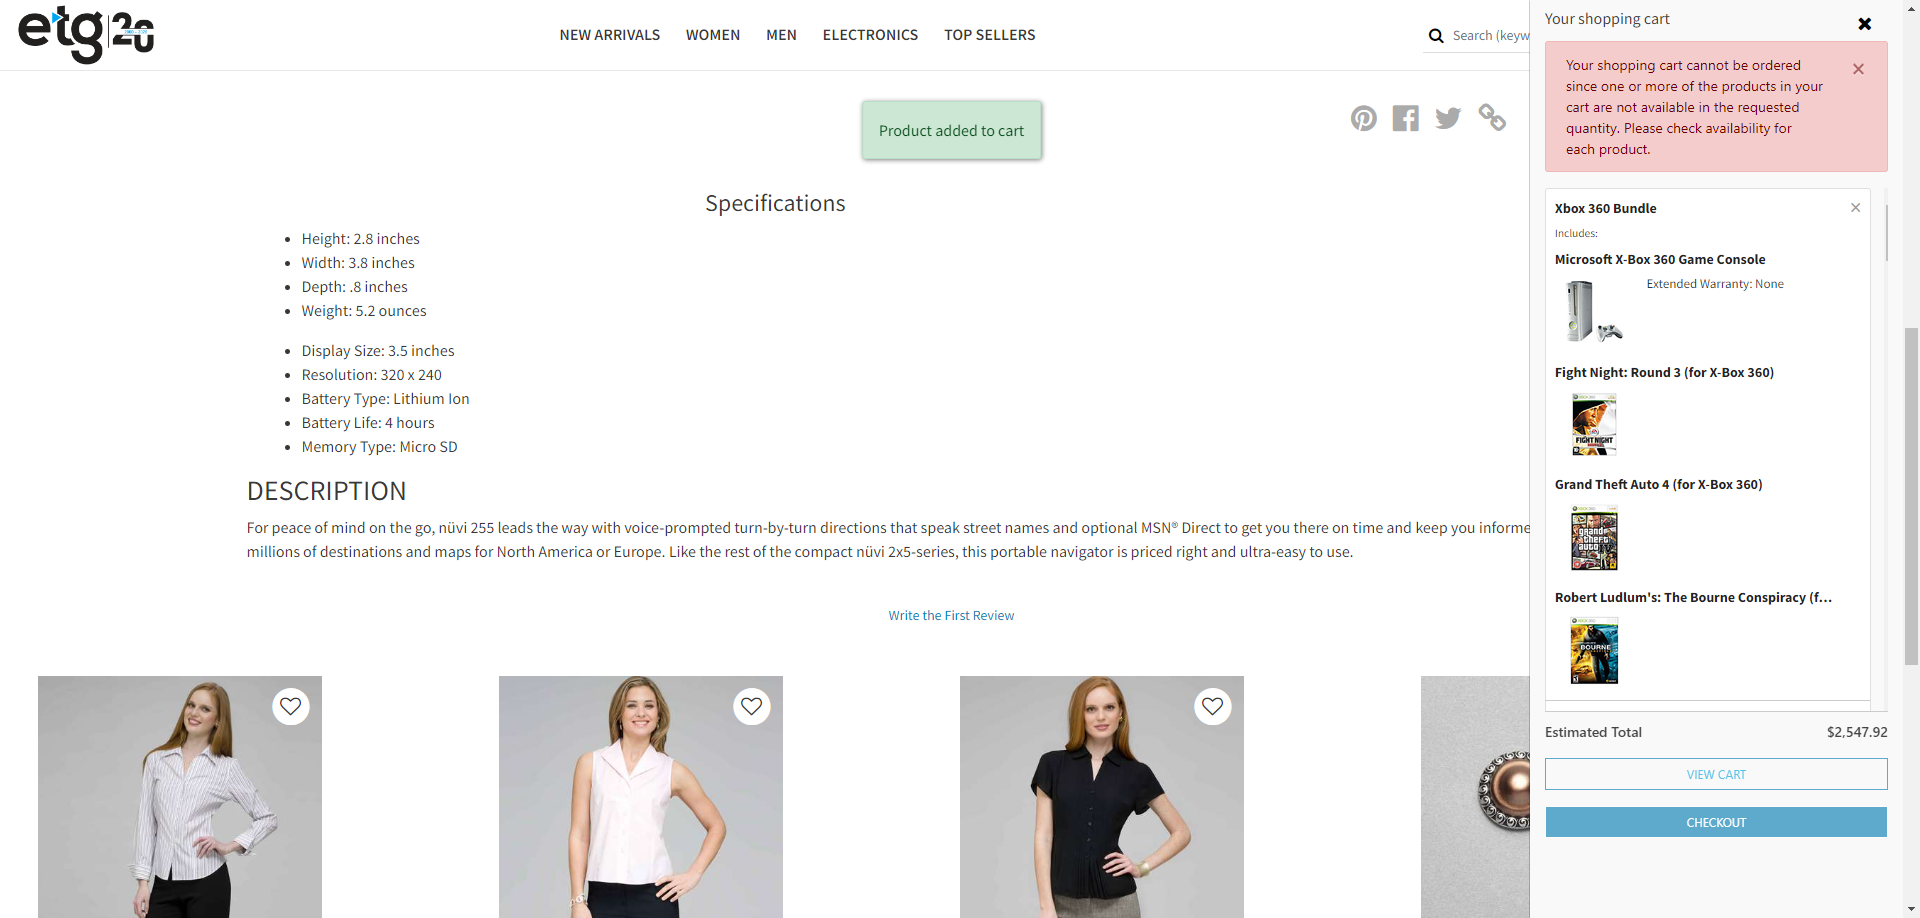 etg 20
NEW ARRIVALS WOMEN MEN ELECTRONICS TOP SELLERS
Search (keyw
Product added to cart
Specifications
Height: 2.8 inches
Width: 3.8 inches
Depth: .8 inches
Weight: 5.2 ounces
Display Size: 3.5 inches
Resolution: 320 x 240
Battery Type: Lithium Ion
Battery Life: 4 hours
Memory Type: Micro SD
DESCRIPTION
For peace of mind on the go, nüvi 255 leads the way with voice-prompted turn-by-turn directions that speak street names and optional MSN® Direct to get you there on time and keep you informe
millions of destinations and maps for North America or Europe. Like the rest of the compact nüvi 2x5-series, this portable navigator is priced right and ultra-easy to use.
Write the First Review
Your shopping cart
Your shopping cart cannot be ordered
since one or more of the products in your
cart are not available in the requested
quantity. Please check availability for
each product.
Xbox 360 Bundle
Includes:
Microsoft X-Box 360 Game Console
Extended Warranty: None
Fight Night: Round 3 (for X-Box 360)
FIGHT NIGHT
Grand Theft Auto 4 (for X-Box 360)
grand
theft
auto
Robert Ludlum's: The Bourne Conspiracy (f...
BOURNE
Estimated Total $2,547.92
VIEW CART
CHECKOUT